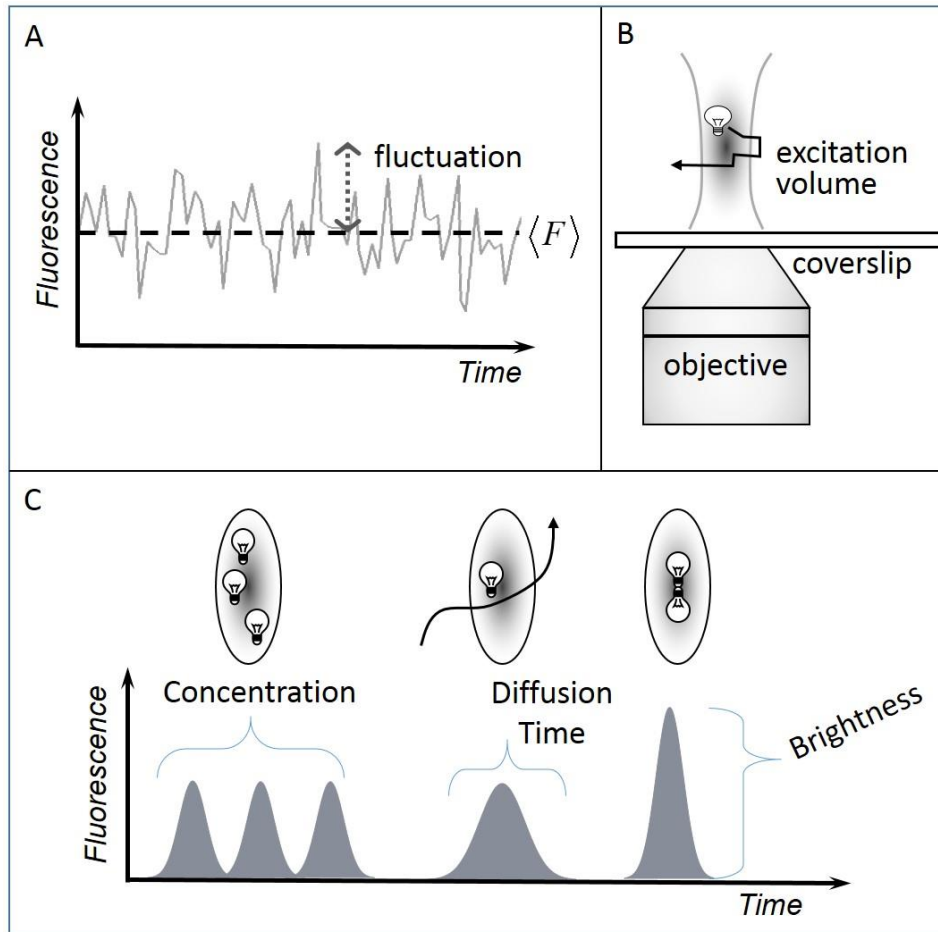 A
Fluorescence
fluctuation
⟨F⟩
Time
B
excitation
volume
coverslip
objective
C
Fluorescence
Concentration
Diffusion
Time
Brightness
Time